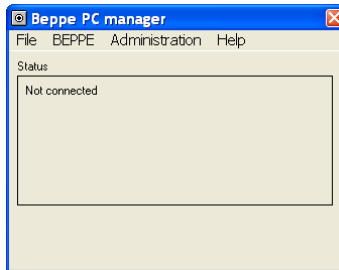 Beppe PC manager
File BEPPE Administration Help
Status
Not connected